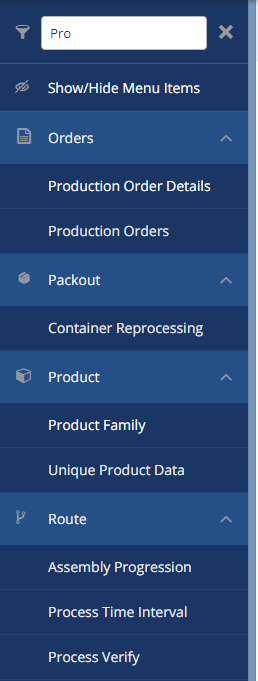 Pro
Show/Hide Menu Items
Orders
Production Order Details
Production Orders
Packout
Container Reprocessing
Product
Product Family
Unique Product Data
Route
Assembly Progression
Process Time Interval
Process Verify